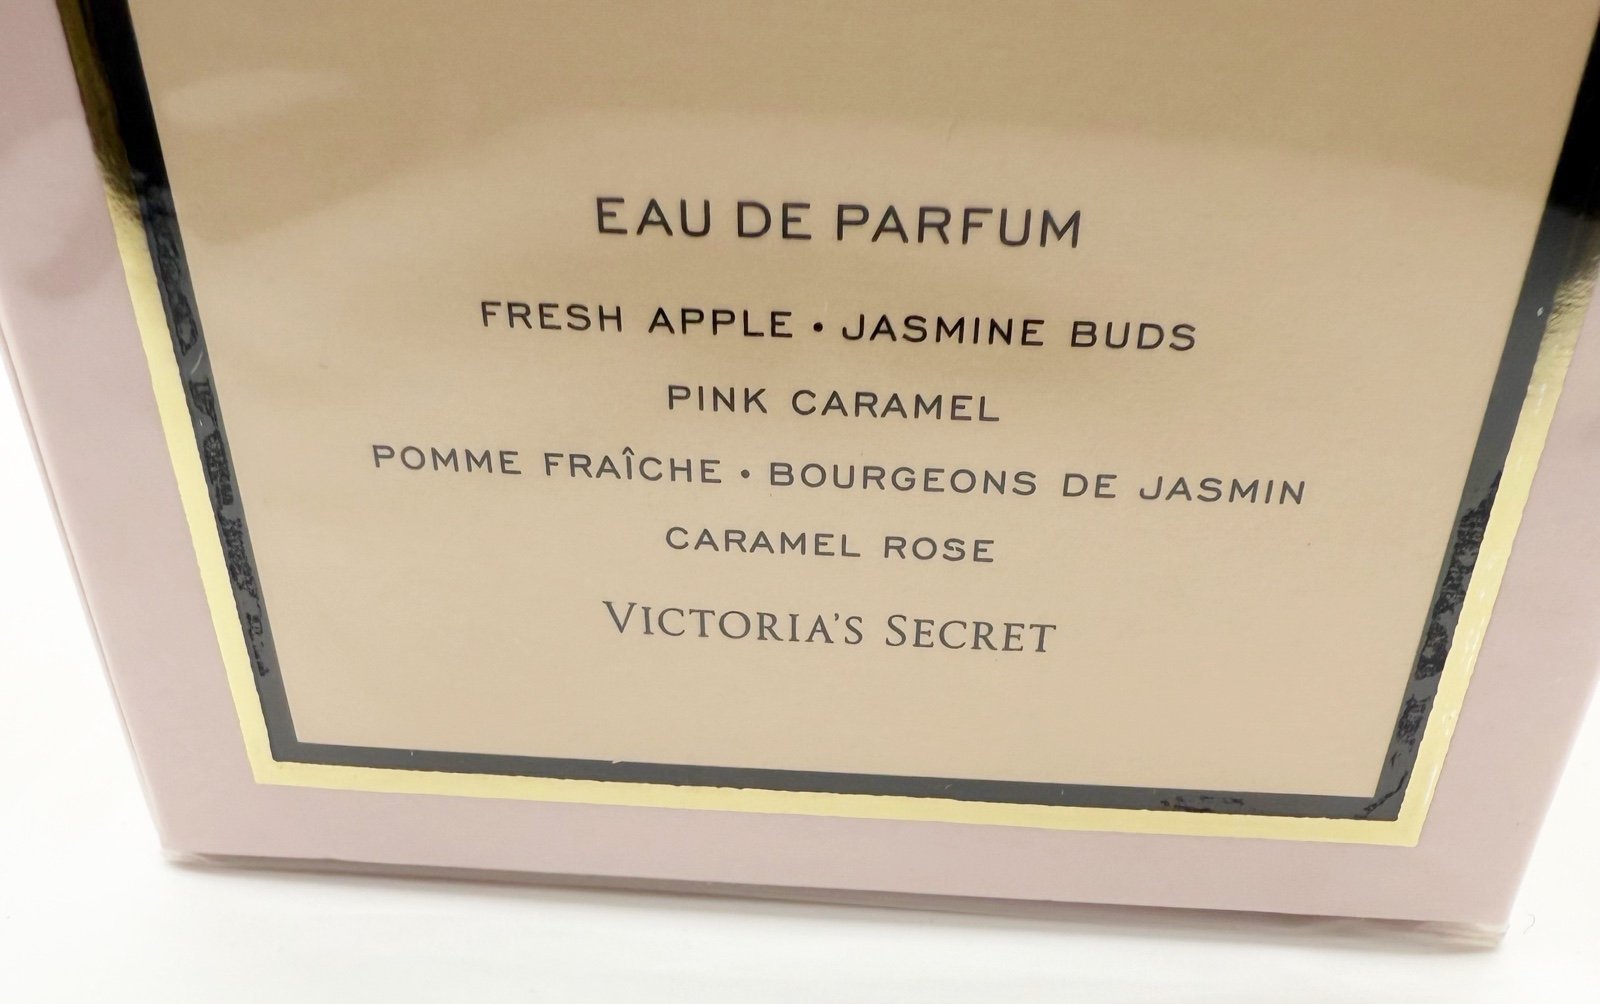 EAU DE PARFUM
FRESH APPLE • JASMINE BUDS
PINK CARAMEL
POMME FRAÎCHE • BOURGEONS DE JASMIN
CARAMEL ROSE
VICTORIA'S SECRET